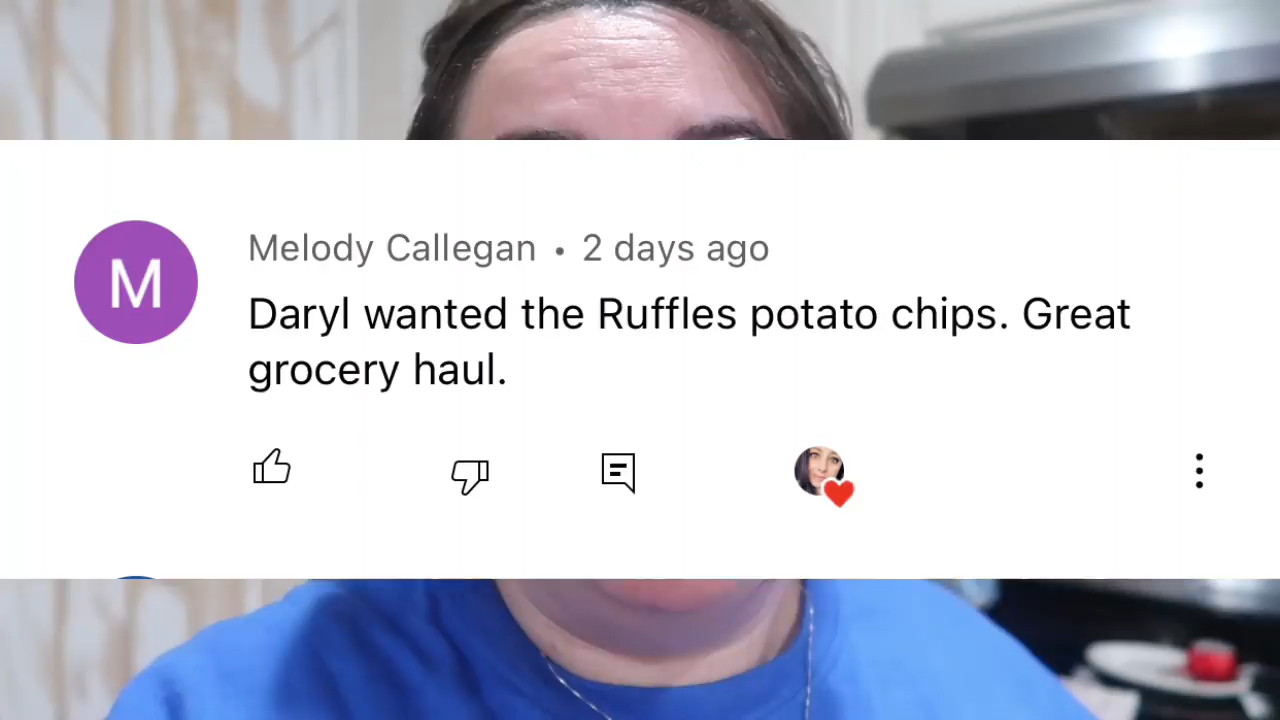 M
Melody Callegan • 2 days ago
Daryl wanted the Ruffles potato chips. Great
grocery haul.